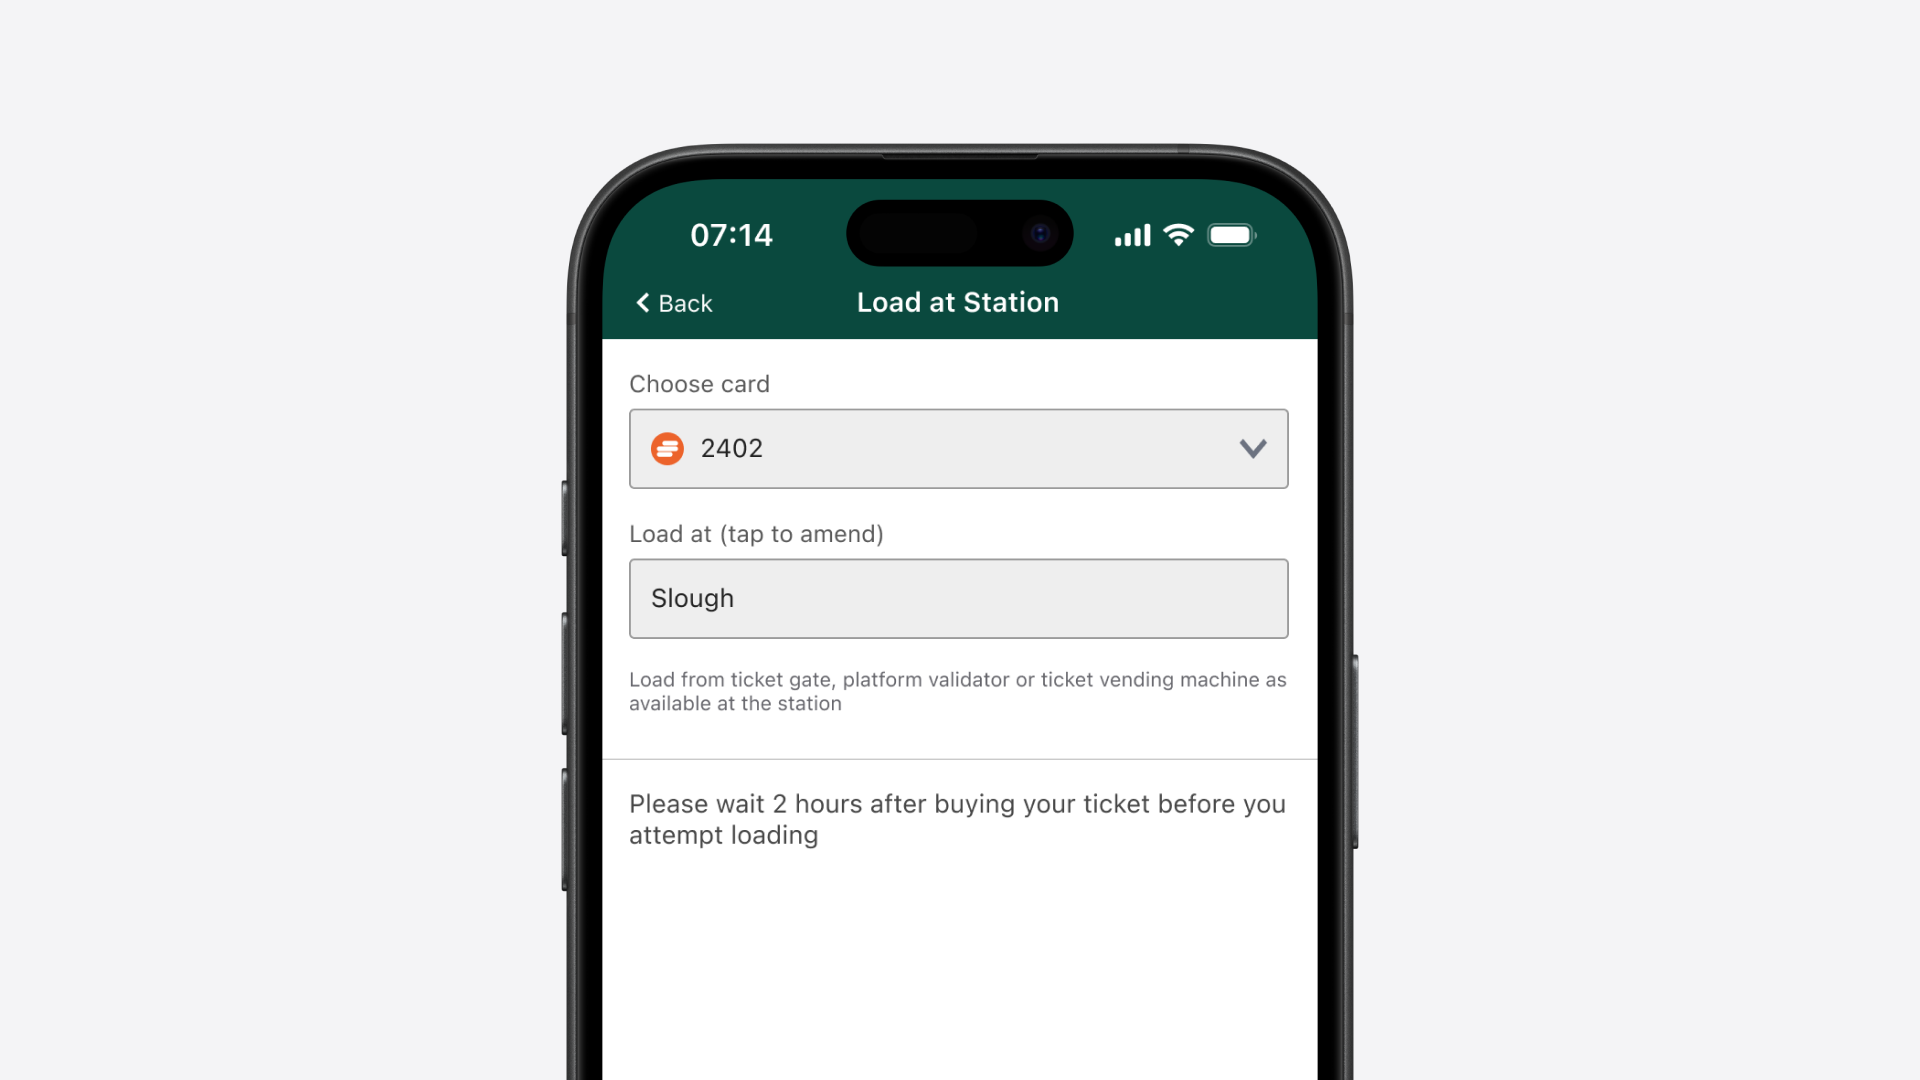 07:14
Back
Load at Station
Choose card
2402
Load at (tap to amend)
Slough
Load from ticket gate, platform validator or ticket vending machine as
available at the station
Please wait 2 hours after buying your ticket before you
attempt loading